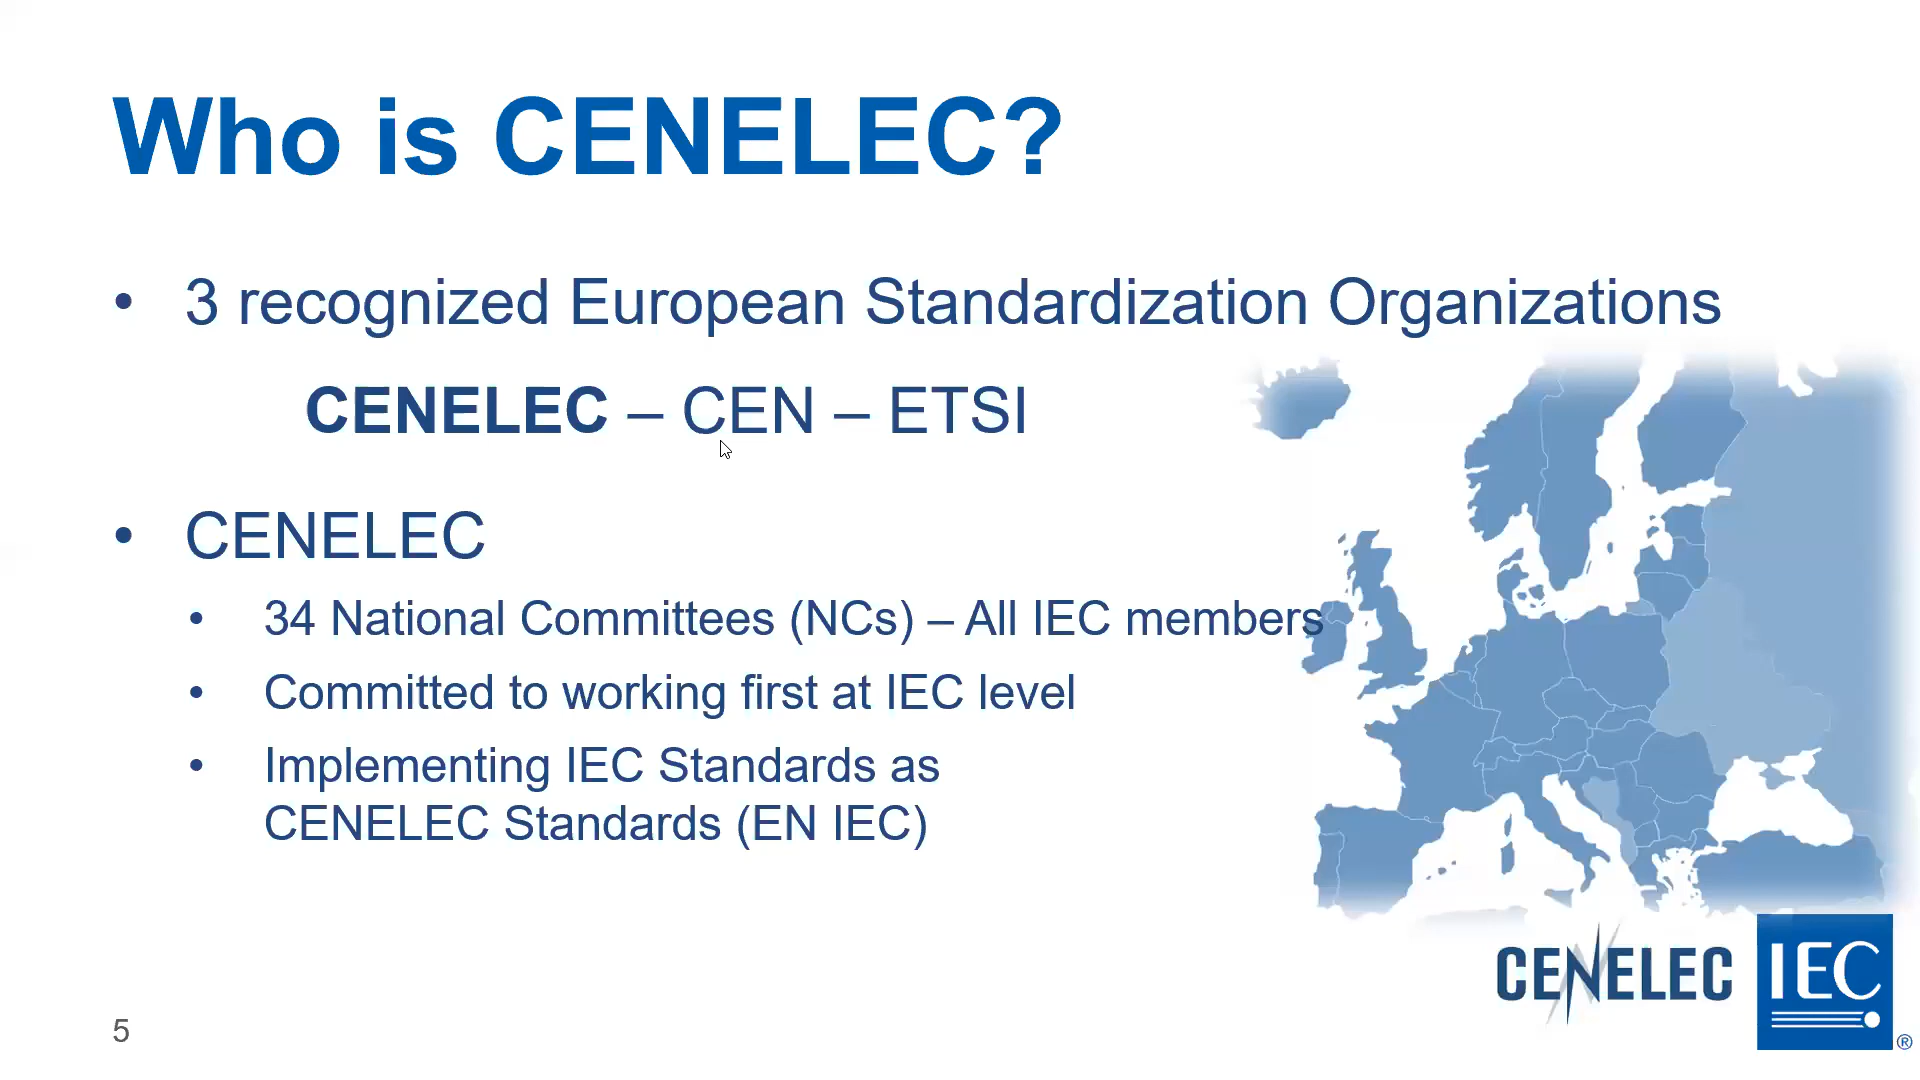 Who is CENELEC?
• 3 recognized European Standardization Organizations
CENELEC – CEN – ETSI
• CENELEC
• 34 National Committees (NCs) – All IEC members
• Committed to working first at IEC level
• Implementing IEC Standards as
CENELEC Standards (EN IEC)
CENELEC
IEC
®
5